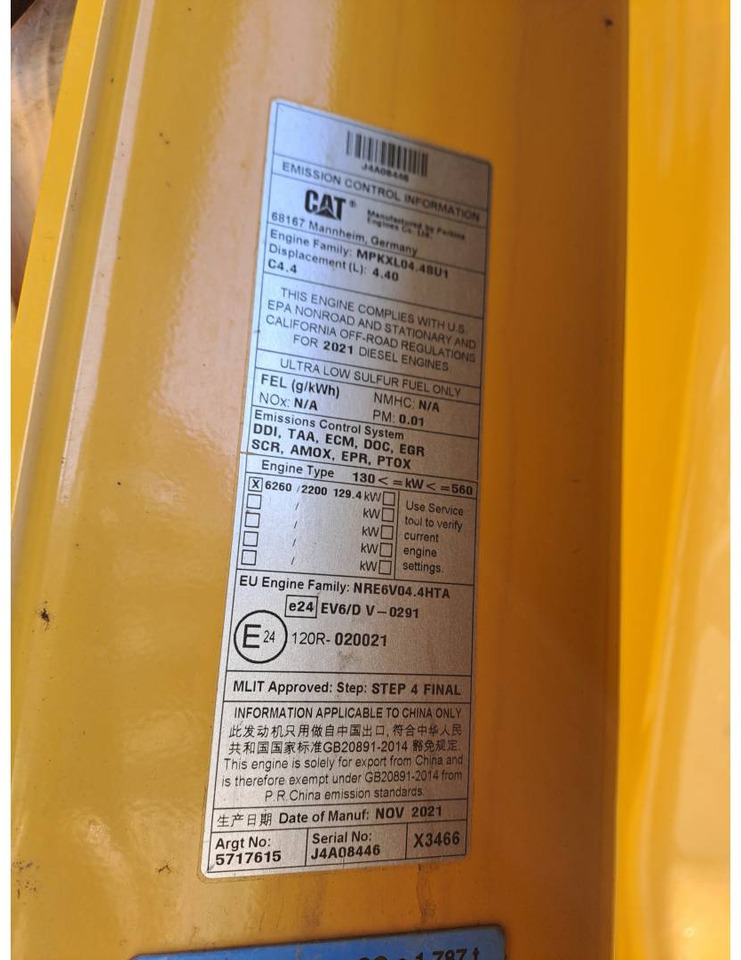 J4A08446
EMISSION CONTROL INFORMATION
CAT®
Manufactured by Perkins
Engines Co. Ltd.
68167 Mannheim, Germany
Engine Family: MPKXL04.4BU1
Displacement (L): 4.40
C4.4
THIS ENGINE COMPLIES WITH U.S.
EPA NONROAD AND STATIONARY AND
CALIFORNIA OFF-ROAD REGULATIONS
FOR 2021 DIESEL ENGINES
ULTRA LOW SULFUR FUEL ONLY
FEL (g/kWh) NMHC: N/A
NOx: N/A PM: 0.01
Emissions Control System
DDI, TAA, ECM, DOC, EGR
SCR, AMOX, EPR, PTOX
Engine Type 130 < = kW < = 560
X 6260 / 2200 129.4 kW
/ kW
/ kW
/ kW
/ kW
Use Service
tool to verify
current
engine
settings.
EU Engine Family: NRE6V04.4HTA
e24 EV6/D V-0291
E 24 120R- 020021
MLIT Approved: Step: STEP 4 FINAL
INFORMATION APPLICABLE TO CHINA ONLY
此发动机只用做自中国出口, 符合中华人民
共和国国家标准GB20891-2014 豁免规定.
This engine is solely for export from China and
is therefore exempt under GB20891-2014 from
P.R.China emission standards.
生产日期 Date of Manuf: NOV 2021
Argt No:
5717615
Serial No:
J4A08446
X3466
1 787 t